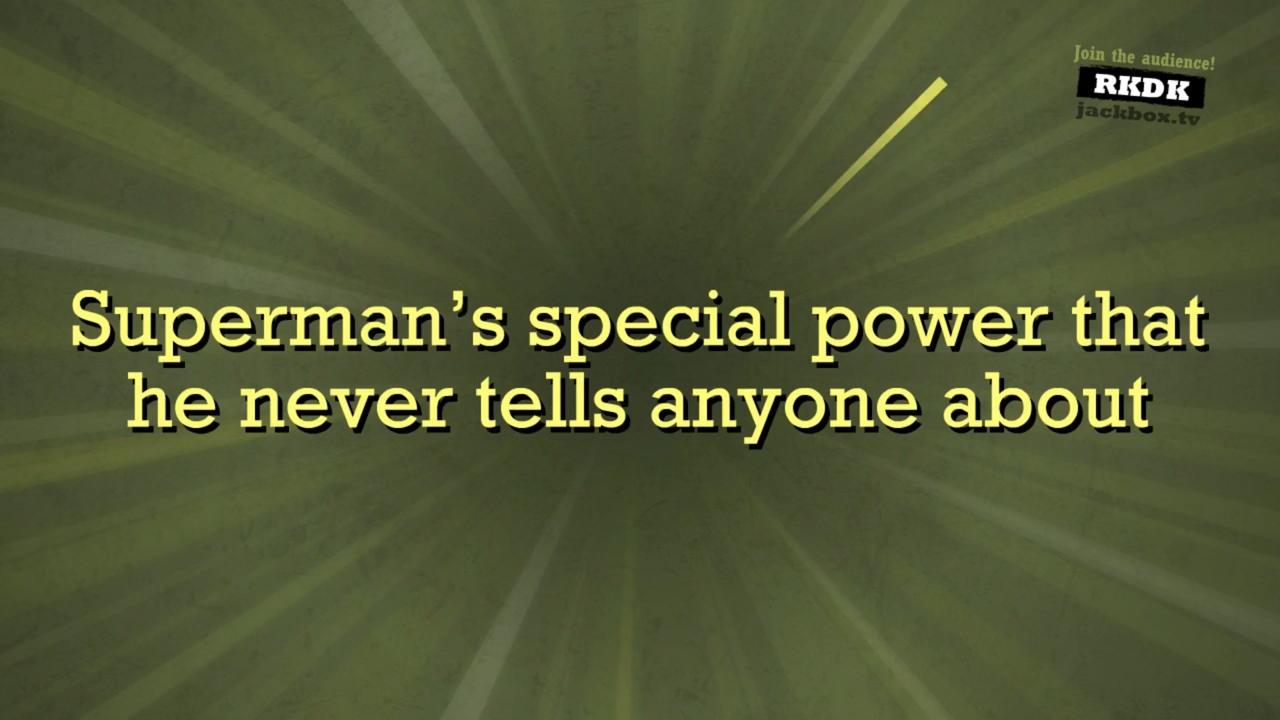 Join the audience!
RKDK
jackbox.tv
Superman’s special power that
he never tells anyone about